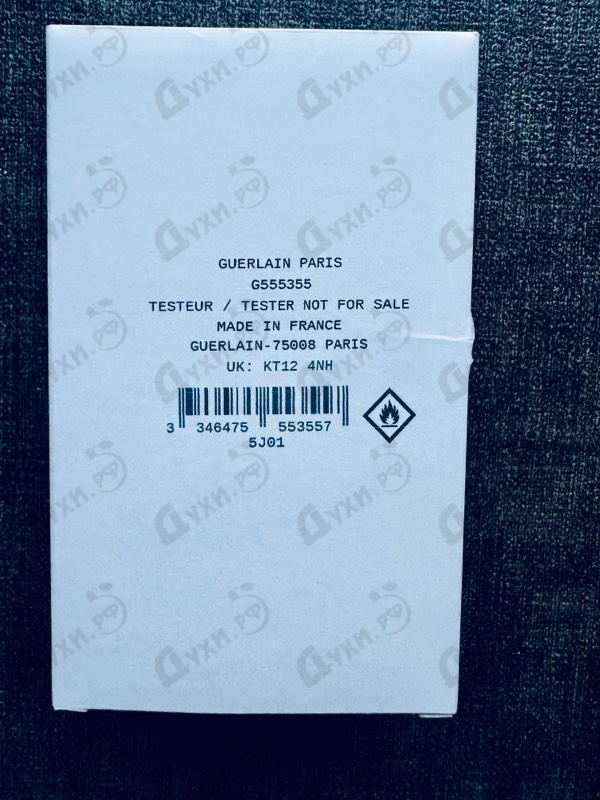 GUERLAIN PARIS
G555355
TESTEUR / TESTER NOT FOR SALE
MADE IN FRANCE
GUERLAIN-75008 PARIS
UK: KT12 4NH
3 346475 553557
5J01
Духи.РФ